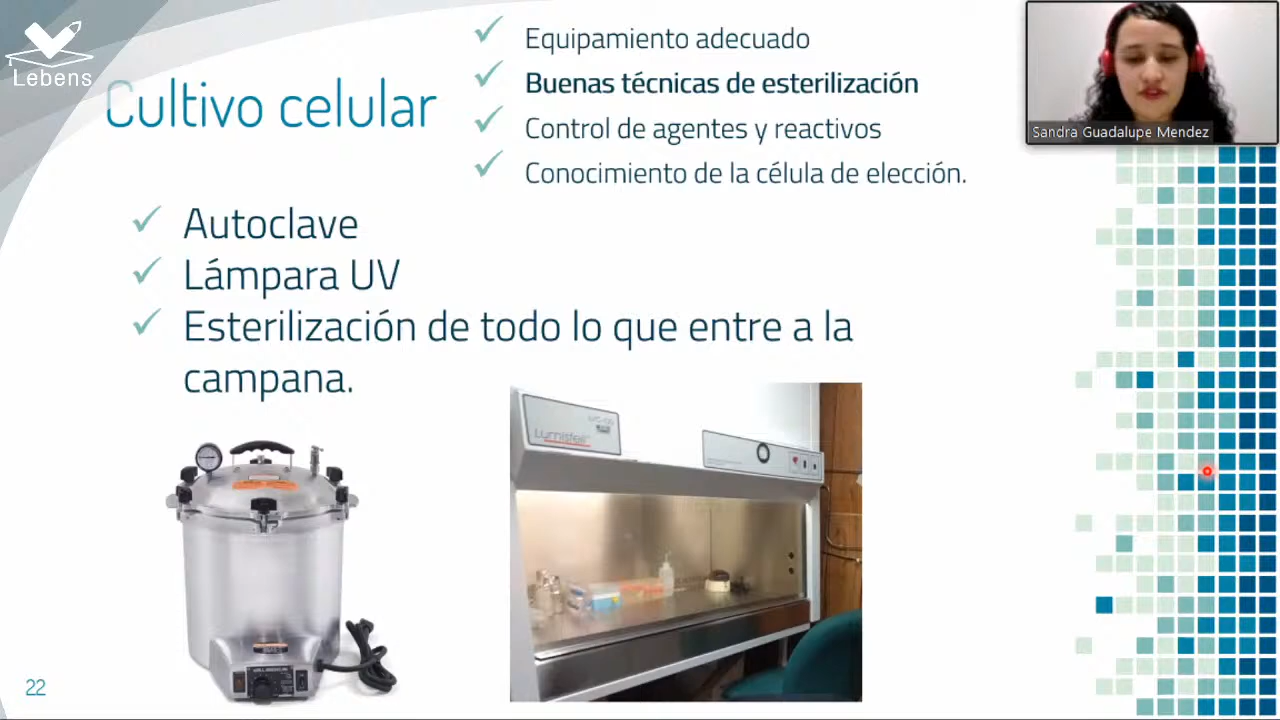 Lebens
Cultivo celular
Equipamiento adecuado
Buenas técnicas de esterilización
Control de agentes y reactivos
Conocimiento de la célula de elección.
Sandra Guadalupe Mendez
Autoclave
Lámpara UV
Esterilización de todo lo que entre a la
campana.
22